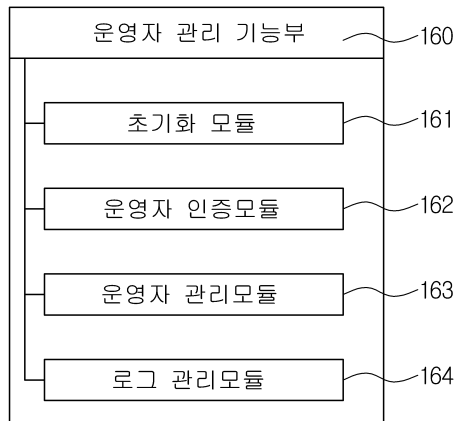 운영자 관리 기능부 160
초기화 모듈 161
운영자 인증모듈 162
운영자 관리모듈 163
로그 관리모듈 164